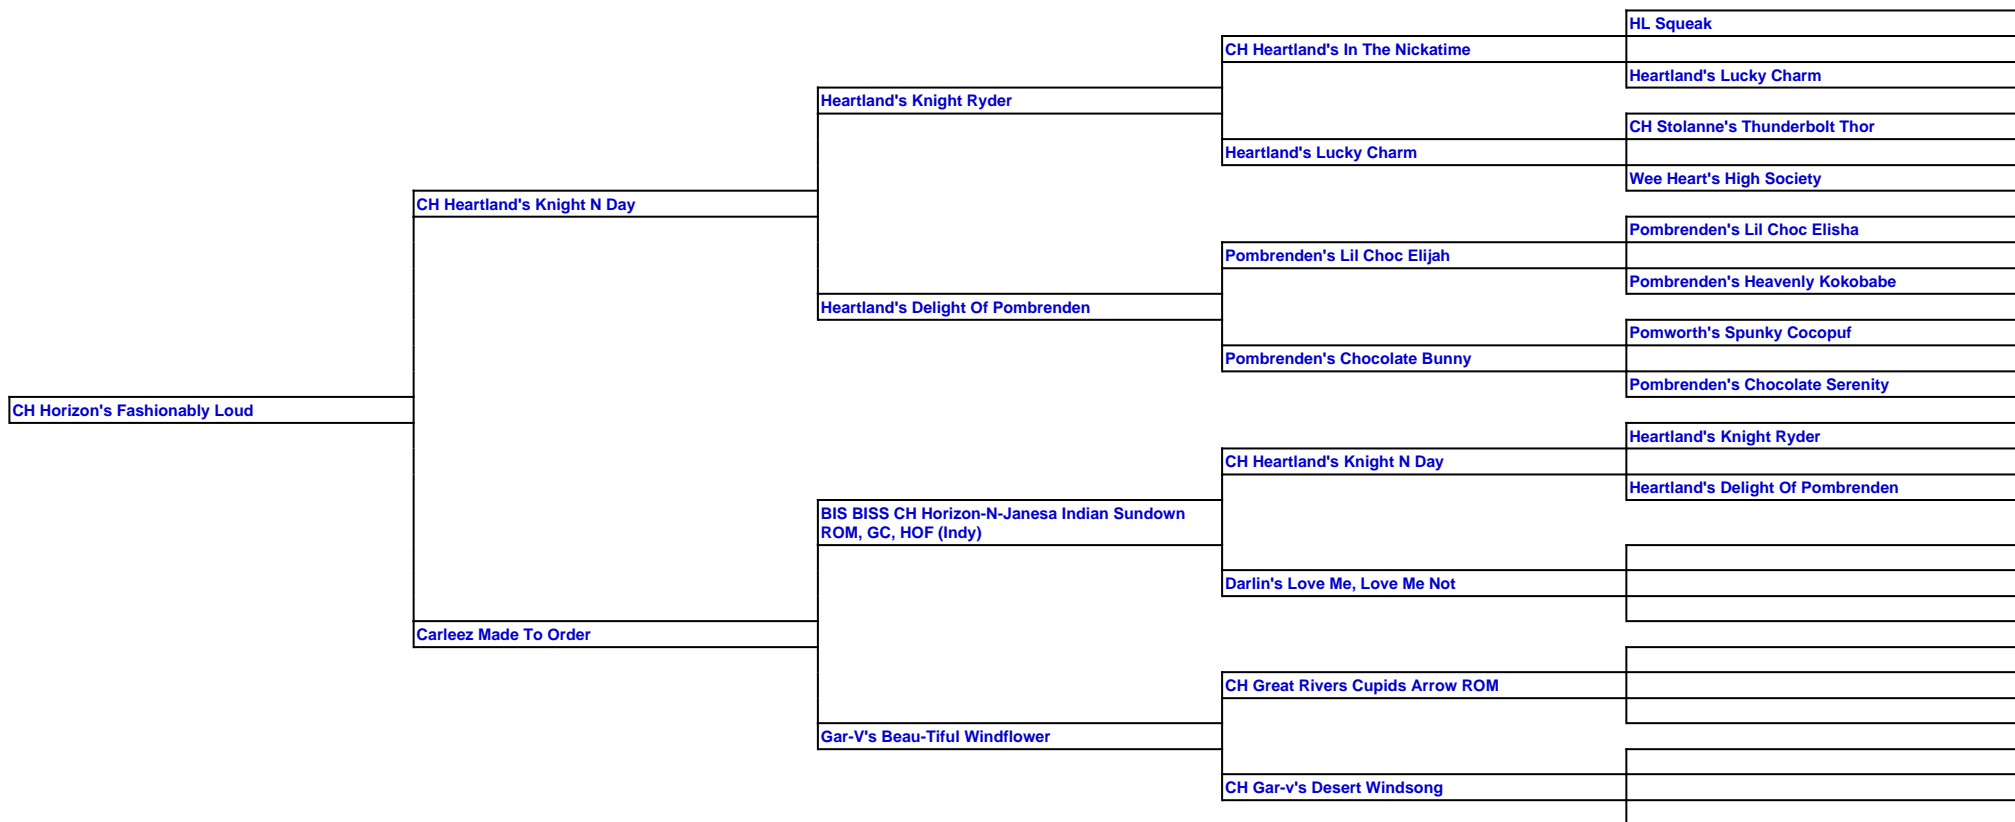 HL Squeak
CH Heartland's In The Nickatime
Heartland's Lucky Charm
Heartland's Knight Ryder
CH Stolanne's Thunderbolt Thor
Heartland's Lucky Charm
Wee Heart's High Society
CH Heartland's Knight N Day
Pombrenden's Lil Choc Elisha
Pombrenden's Lil Choc Elijah
Pombrenden's Heavenly Kokobabe
Heartland's Delight Of Pombrenden
Pomworth's Spunky Cocopuf
Pombrenden's Chocolate Bunny
Pombrenden's Chocolate Serenity
CH Horizon's Fashionably Loud
Heartland's Knight Ryder
CH Heartland's Knight N Day
Heartland's Delight Of Pombrenden
BIS BISS CH Horizon-N-Janesa Indian Sundown
ROM, GC, HOF (Indy)
Darlin's Love Me, Love Me Not
Carleez Made To Order
CH Great Rivers Cupids Arrow ROM
Gar-V's Beau-Tiful Windflower
CH Gar-v's Desert Windsong